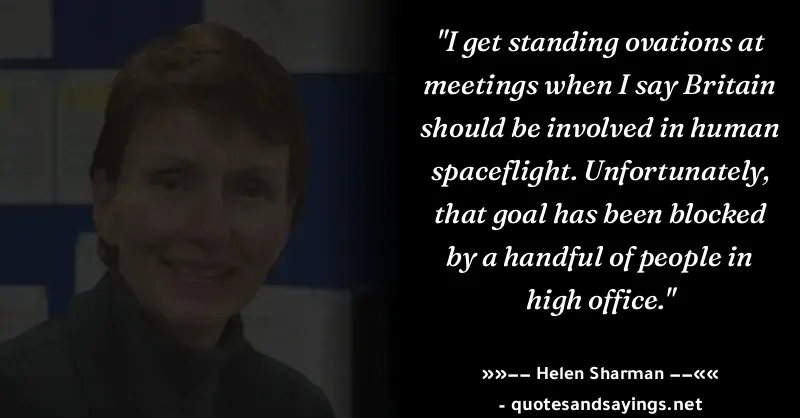 "I get standing ovations at
meetings when I say Britain
should be involved in human
spaceflight. Unfortunately,
that goal has been blocked
by a handful of people in
high office."
»»−− Helen Sharman −−««
- quotesandsayings.net